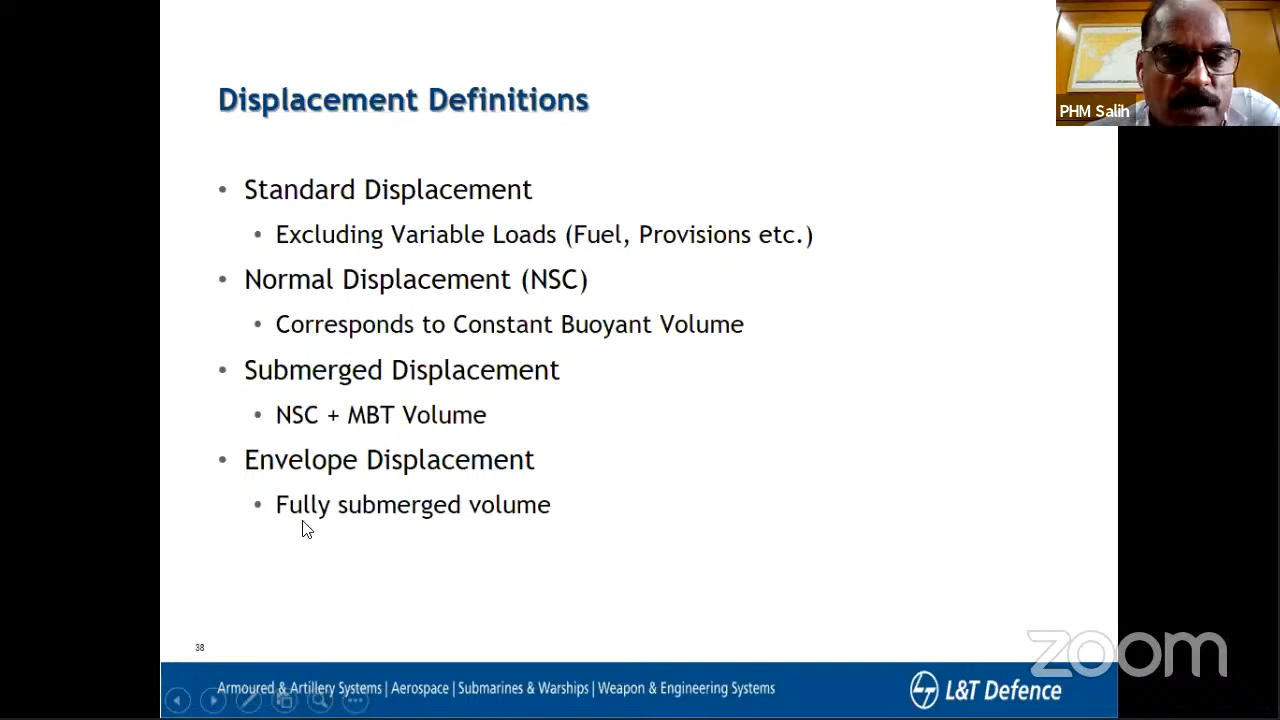 Displacement Definitions
PHM Salih
• Standard Displacement
• Excluding Variable Loads (Fuel, Provisions etc.)
• Normal Displacement (NSC)
• Corresponds to Constant Buoyant Volume
• Submerged Displacement
• NSC + MBT Volume
• Envelope Displacement
• Fully submerged volume
38
zoom
Armoured & Artillery Systems | Aerospace | Submarines & Warships | Weapon & Engineering Systems
L&T Defence